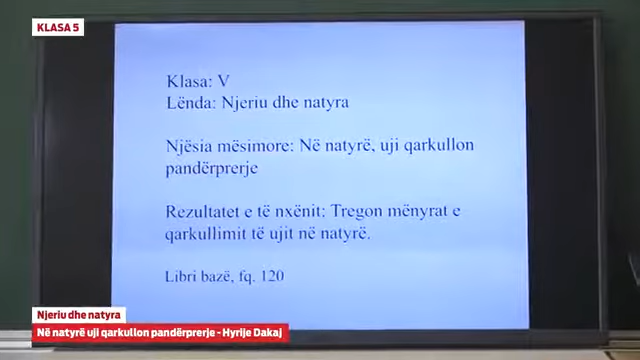 KLASA 5
Klasa: V
Lënda: Njeriu dhe natyra
Njësia mësimore: Në natyrë, uji qarkullon
pandërprerje
Rezultatet e të nxënit: Tregon mënyrat e
qarkullimit të ujit në natyrë.
Libri bazë, fq. 120
Njeriu dhe natyra
Në natyrë uji qarkullon pandërprerje - Hyrije Dakaj